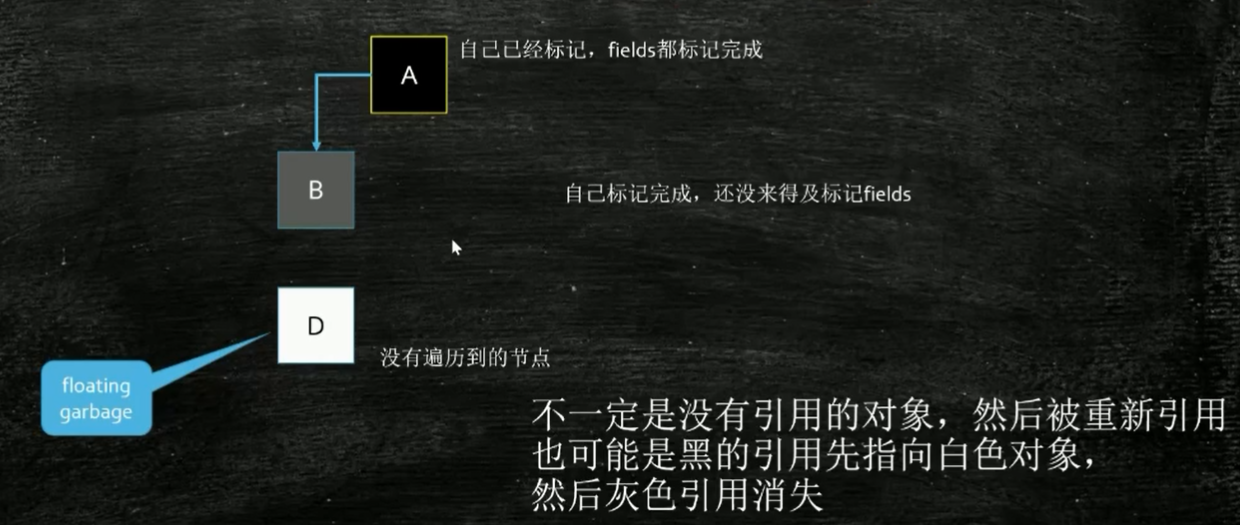 A
自己已经标记，fields都标记完成
B
自己标记完成，还没来得及标记fields
D
没有遍历到的节点
floating
garbage
不一定是没有引用的对象，然后被重新引用
也可能是黑的引用先指向白色对象，
然后灰色引用消失